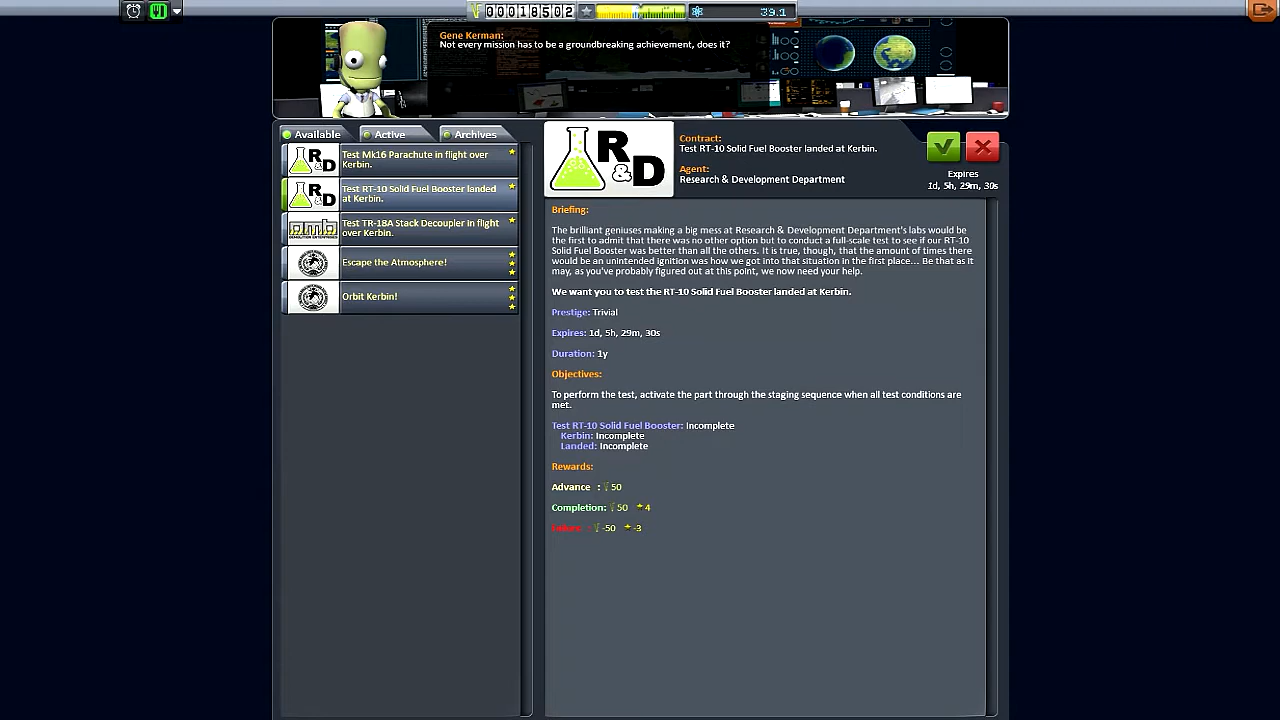 00018502
39.1
Gene Kerman:
Not every mission has to be a groundbreaking achievement, does it?
Available
Active
Archives
R&D
Test Mk16 Parachute in flight over
Kerbin.
R&D
Test RT-10 Solid Fuel Booster landed
at Kerbin.
Test TR-18A Stack Decoupler in flight
over Kerbin.
Escape the Atmosphere!
Orbit Kerbin!
R&D
Contract:
Test RT-10 Solid Fuel Booster landed at Kerbin.
Agent:
Research & Development Department
Expires
1d, 5h, 29m, 30s
Briefing:
The brilliant geniuses making a big mess at Research & Development Department's labs would be
the first to admit that there was no other option but to conduct a full-scale test to see if our RT-10
Solid Fuel Booster was better than all the others. It is true, though, that the amount of times there
would be an unintended ignition was how we got into that situation in the first place... Be that as it
may, as you've probably figured out at this point, we now need your help.
We want you to test the RT-10 Solid Fuel Booster landed at Kerbin.
Prestige: Trivial
Expires: 1d, 5h, 29m, 30s
Duration: 1y
Objectives:
To perform the test, activate the part through the staging sequence when all test conditions are
met.
Test RT-10 Solid Fuel Booster: Incomplete
Kerbin: Incomplete
Landed: Incomplete
Rewards:
Advance : 50
Completion: 50 4
Failure: -50 -3